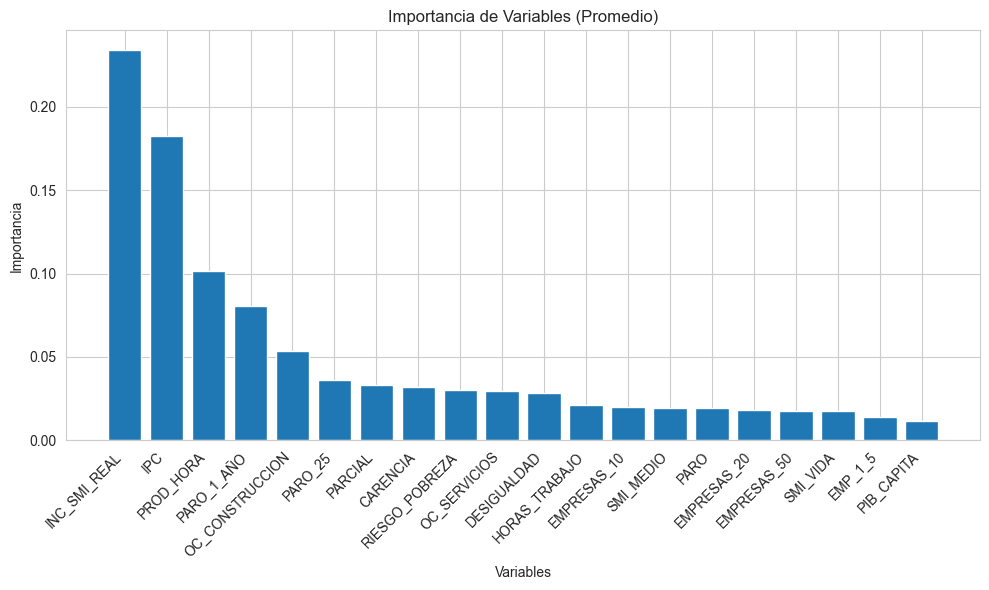 Importancia de Variables (Promedio)
Importancia
0.20
0.15
0.10
0.05
0.00
INC_SMI_REAL
IPC
PROD_HORA
PARO_1_AÑO
OC_CONSTRUCCION
PARO_25
PARCIAL
CARENCIA
RIESGO_POBREZA
OC_SERVICIOS
DESIGUALDAD
HORAS_TRABAJO
EMPRESAS_10
SMI_MEDIO
PARO
EMPRESAS_20
EMPRESAS_50
SMI_VIDA
EMP_1_5
PIB_CAPITA
Variables